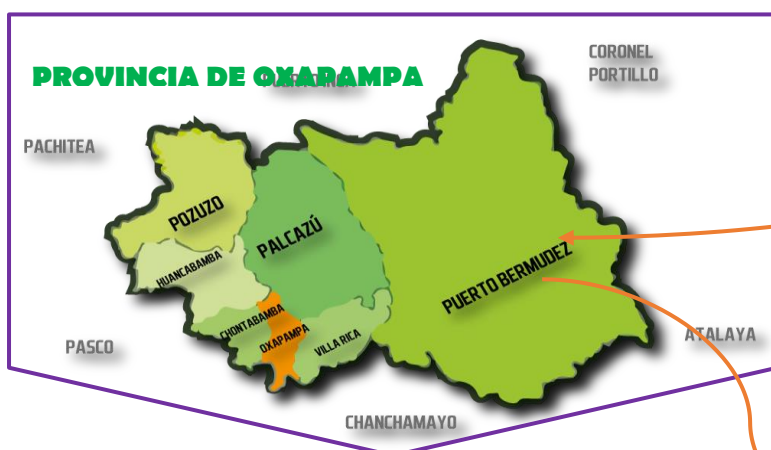 CORONEL
PORTILLO
PROVINCIA DE OXAPAMPA
PACHITEA
POZUZO
PALCAZÚ
HUANCABAMBA
PUERTO BERMUDEZ
CHONTABAMBA
OXAPAMPA
VILLA RICA
PASCO
ATALAYA
CHANCHAMAYO